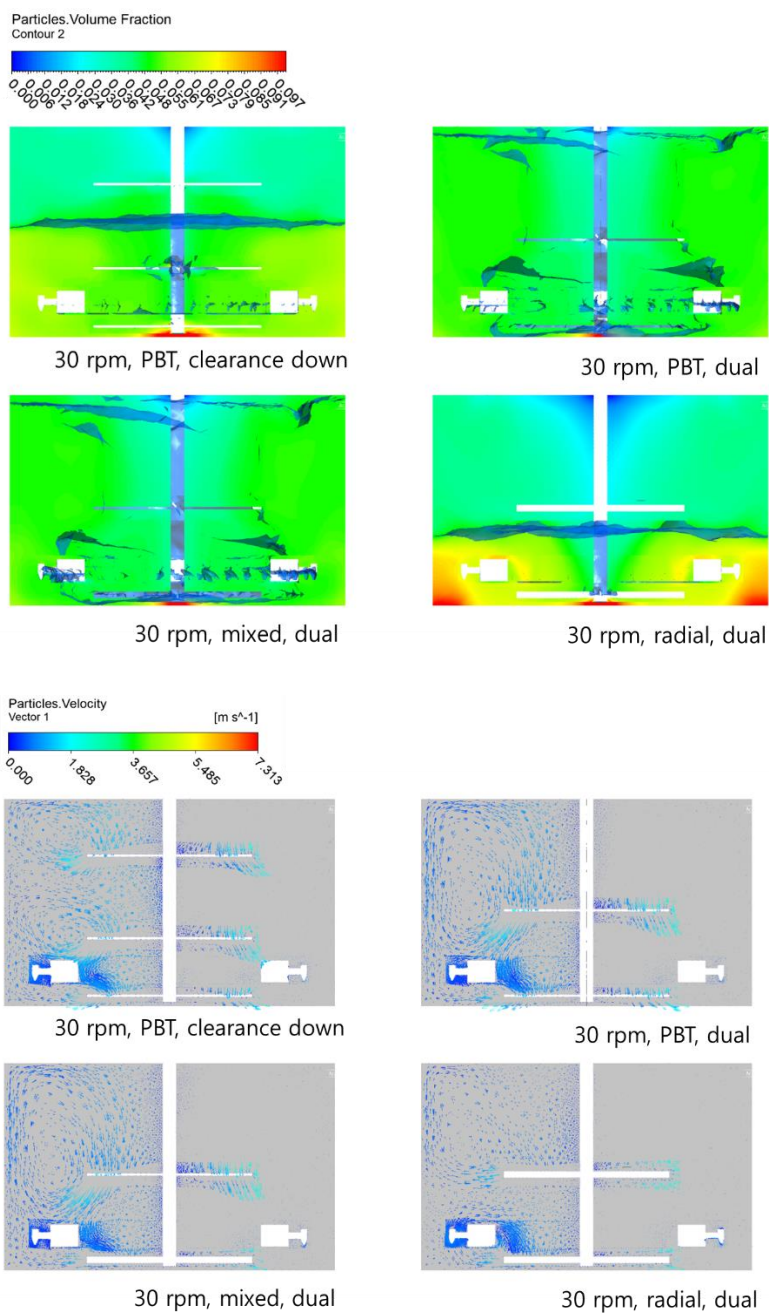 Particles.Volume Fraction
Contour 2
0.000 0.006 0.012 0.018 0.024 0.030 0.036 0.042 0.048 0.055 0.061 0.067 0.073 0.079 0.085 0.091 0.097
30 rpm, PBT, clearance down
30 rpm, PBT, dual
30 rpm, mixed, dual
30 rpm, radial, dual
Particles.Velocity
Vector 1
[m s^-1]
0.000 1.828 3.657 5.485 7.313
30 rpm, PBT, clearance down
30 rpm, PBT, dual
30 rpm, mixed, dual
30 rpm, radial, dual